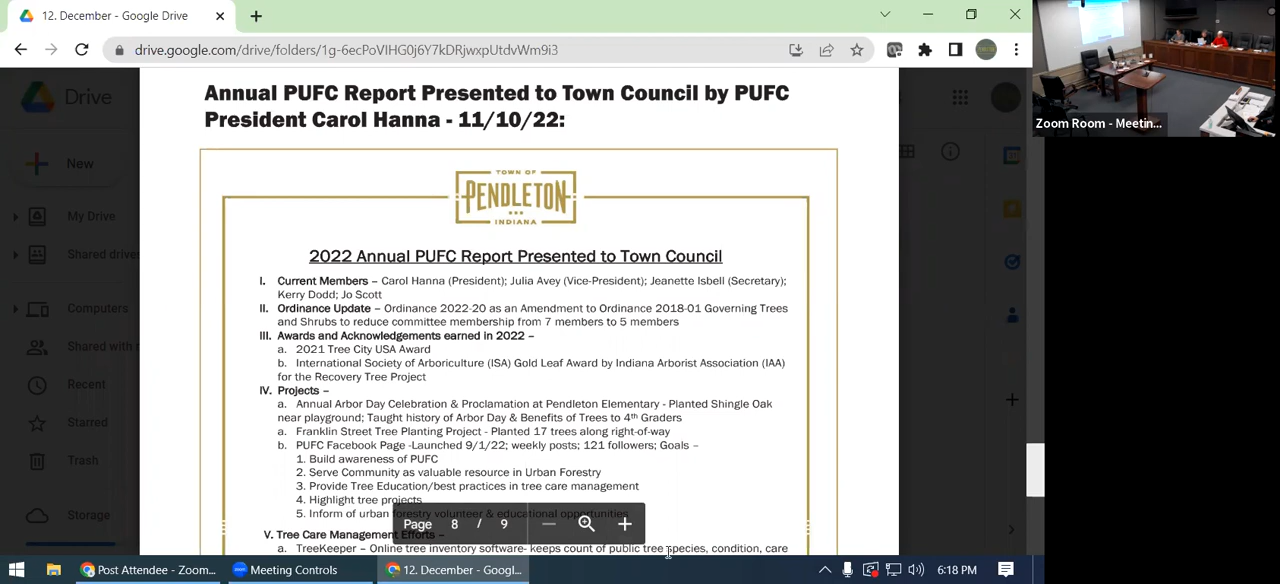 12. December - Google Drive
drive.google.com/drive/folders/1g-6ecPoVIHG0j6Y7kDRjwxpUtdvWm9i3
Drive
New
My Drive
Shared drive
Computers
Shared with
Recent
Starred
Trash
Storage
Annual PUFC Report Presented to Town Council by PUFC
President Carol Hanna - 11/10/22:
TOWN OF
PENDLETON
INDIANA
2022 Annual PUFC Report Presented to Town Council
I. Current Members – Carol Hanna (President); Julia Avey (Vice-President); Jeanette Isbell (Secretary);
Kerry Dodd; Jo Scott
II. Ordinance Update – Ordinance 2022-20 as an Amendment to Ordinance 2018-01 Governing Trees
and Shrubs to reduce committee membership from 7 members to 5 members
III. Awards and Acknowledgements earned in 2022 –
a. 2021 Tree City USA Award
b. International Society of Arboriculture (ISA) Gold Leaf Award by Indiana Arborist Association (IAA)
for the Recovery Tree Project
IV. Projects –
a. Annual Arbor Day Celebration & Proclamation at Pendleton Elementary - Planted Shingle Oak
near playground; Taught history of Arbor Day & Benefits of Trees to 4th Graders
a. Franklin Street Tree Planting Project - Planted 17 trees along right-of-way
b. PUFC Facebook Page -Launched 9/1/22; weekly posts; 121 followers; Goals –
1. Build awareness of PUFC
2. Serve Community as valuable resource in Urban Forestry
3. Provide Tree Education/best practices in tree care management
4. Highlight tree projects
5. Inform of urban forestry volunteer & educational opportunities
V. Tree Care Management Efforts –
a. TreeKeeper – Online tree inventory software- keeps count of public tree species, condition, care
Page 8 / 9
Zoom Room - Meetin...
Post Attendee - Zoom...
Meeting Controls
12. December - Googl...
6:18 PM